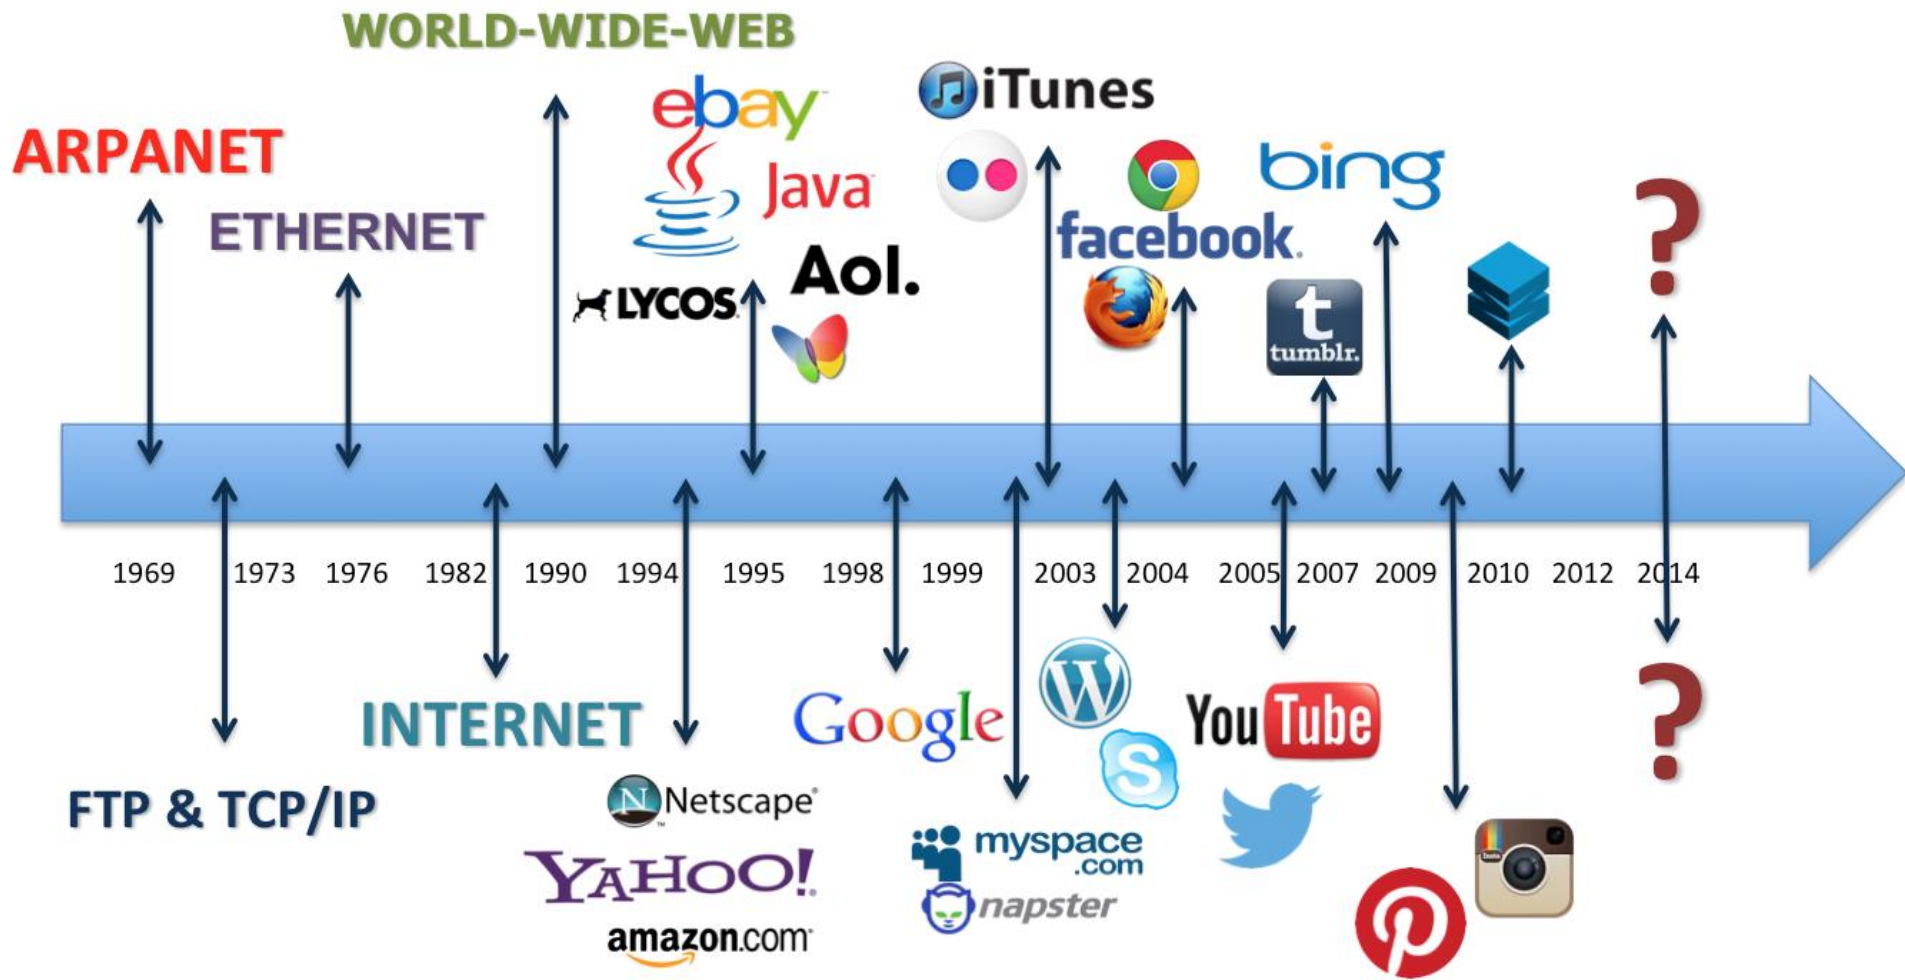 WORLD-WIDE-WEB
iTunes
ebay
ARPANET
bing
Java
ETHERNET
facebook.
Aol.
LYCOS
t
tumblr.
?
1969 1973 1976 1982 1990 1994 1995 1998 1999 2003 2004 2005 2007 2009 2010 2012 2014
W
INTERNET
Google
You Tube
S
?
FTP & TCP/IP
N Netscape
myspace
.com
YAHOO!
napster
Insta
amazon.com
P